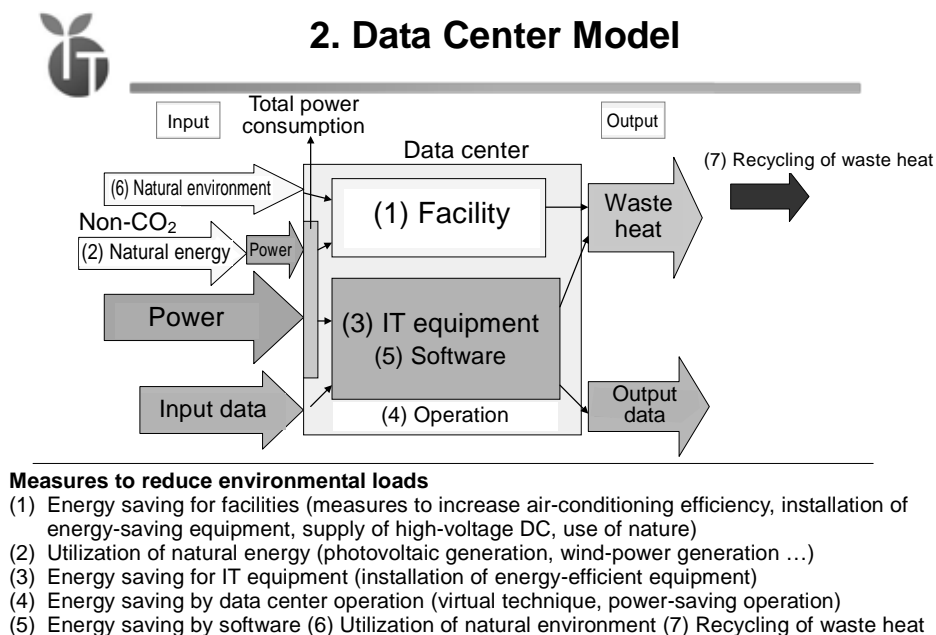 2. Data Center Model
Input
Total power
consumption
Output
Data center
(7) Recycling of waste heat
(6) Natural environment
(1) Facility
Waste
heat
Non-CO₂
(2) Natural energy
Power
Power
(3) IT equipment
(5) Software
Input data
(4) Operation
Output
data
Measures to reduce environmental loads
(1) Energy saving for facilities (measures to increase air-conditioning efficiency, installation of
energy-saving equipment, supply of high-voltage DC, use of nature)
(2) Utilization of natural energy (photovoltaic generation, wind-power generation …)
(3) Energy saving for IT equipment (installation of energy-efficient equipment)
(4) Energy saving by data center operation (virtual technique, power-saving operation)
(5) Energy saving by software (6) Utilization of natural environment (7) Recycling of waste heat